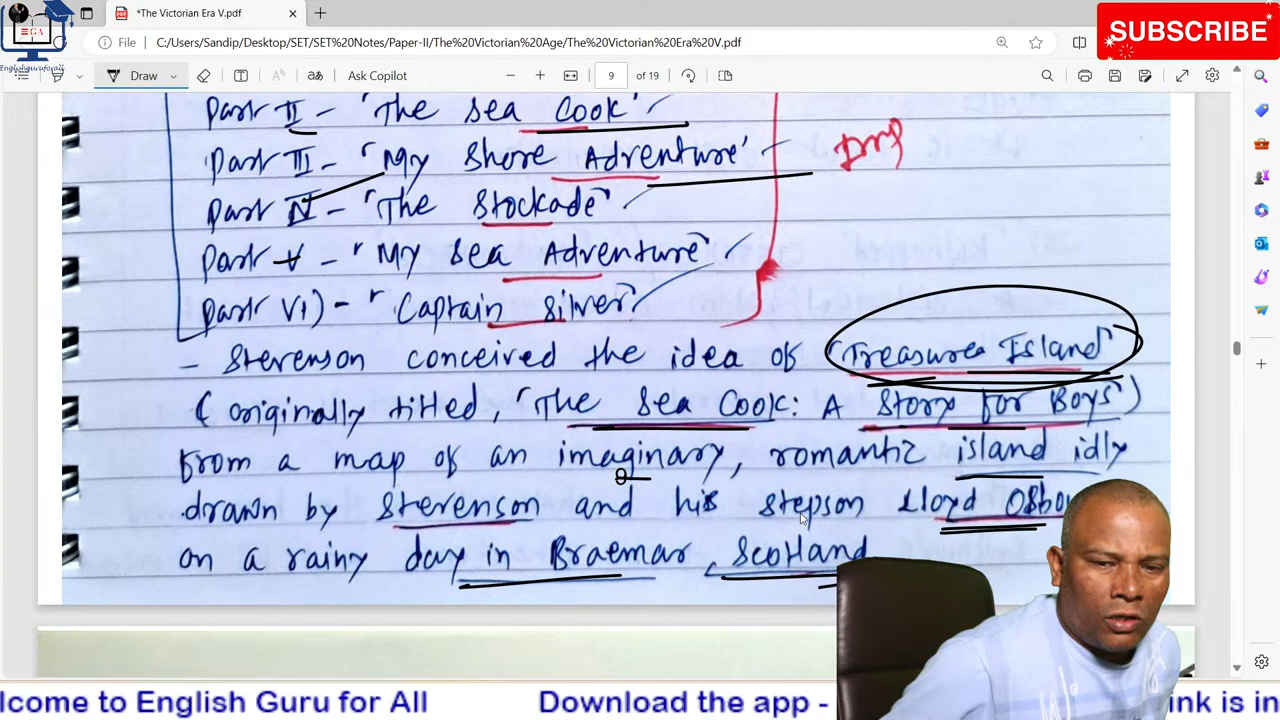 *The Victorian Era V.pdf
EGA
Englishguruforall
File C:/Users/Sandip/Desktop/SET/SET%20Notes/Paper-II/The%20Victorian%20Age/The%20Victorian%20Era%20V.pdf
SUBSCRIBE
Draw Ask Copilot 9 of 19
Part II - 'The Sea Cook'
Part III - 'My Shore Adventure'
Imp
Part IV - 'The Stockade'
Part V - 'My Sea Adventure'
Part VI) - 'Captain Silver'
- Stevenson conceived the idea of 'Treasure Island'
( originally titled, 'The Sea Cook: A Story for Boys')
from a map of an imaginary, romantic island idly
drawn by Stevenson and his stepson Lloyd
on a rainy day in Braemar, Scotland
lcome to English Guru for All Download the app - ink is in